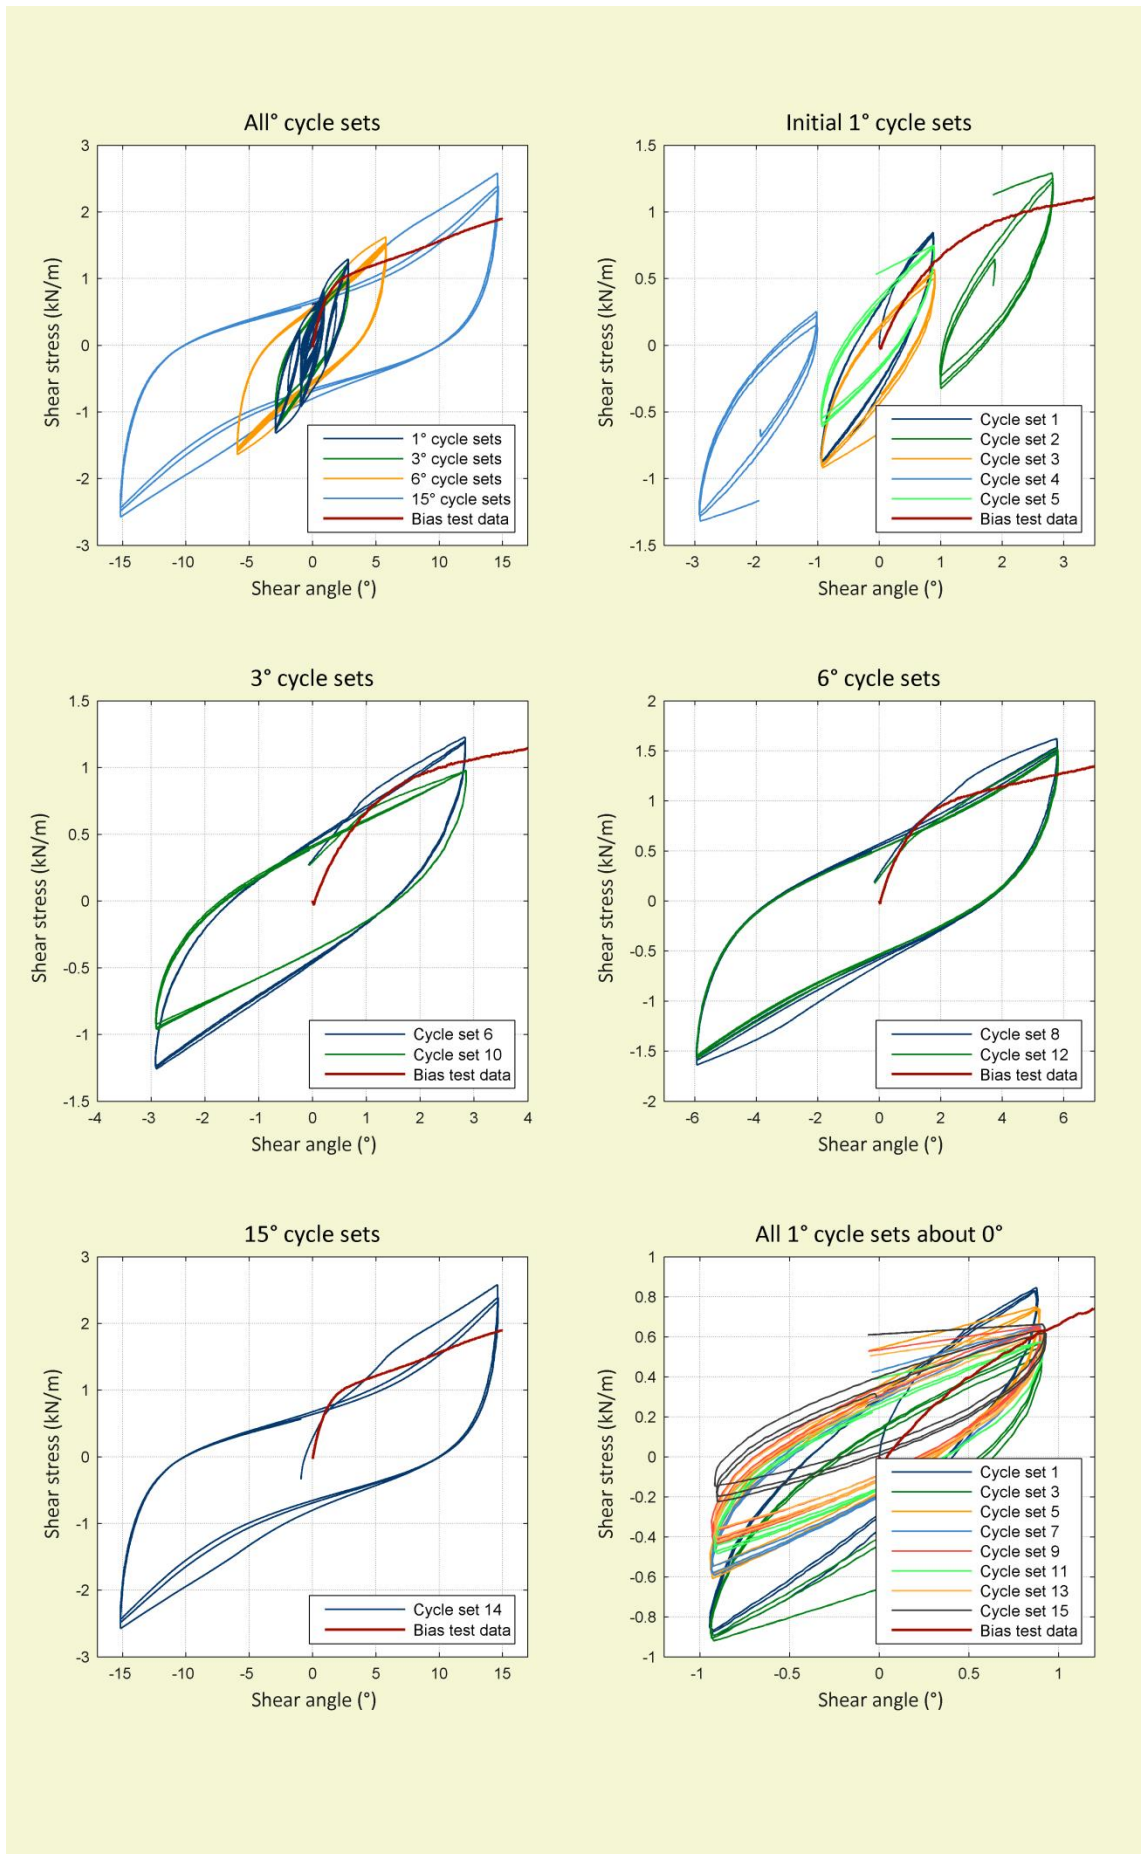 All° cycle sets
3
2
1
0
-1
-2
-3
Shear stress (kN/m)
1° cycle sets
3° cycle sets
6° cycle sets
15° cycle sets
Bias test data
-15 -10 -5 0 5 10 15
Shear angle (°)
Initial 1° cycle sets
1.5
1
0.5
0
-0.5
-1
-1.5
Shear stress (kN/m)
Cycle set 1
Cycle set 2
Cycle set 3
Cycle set 4
Cycle set 5
Bias test data
-3 -2 -1 0 1 2 3
Shear angle (°)
3° cycle sets
1.5
1
0.5
0
-0.5
-1
-1.5
Shear stress (kN/m)
Cycle set 6
Cycle set 10
Bias test data
-4 -3 -2 -1 0 1 2 3 4
Shear angle (°)
6° cycle sets
2
1.5
1
0.5
0
-0.5
-1
-1.5
-2
Shear stress (kN/m)
Cycle set 8
Cycle set 12
Bias test data
-6 -4 -2 0 2 4 6
Shear angle (°)
15° cycle sets
3
2
1
0
-1
-2
-3
Shear stress (kN/m)
Cycle set 14
Bias test data
-15 -10 -5 0 5 10 15
Shear angle (°)
All 1° cycle sets about 0°
1
0.8
0.6
0.4
0.2
0
-0.2
-0.4
-0.6
-0.8
-1
Shear stress (kN/m)
Cycle set 1
Cycle set 3
Cycle set 5
Cycle set 7
Cycle set 9
Cycle set 11
Cycle set 13
Cycle set 15
Bias test data
-1 -0.5 0 0.5 1
Shear angle (°)